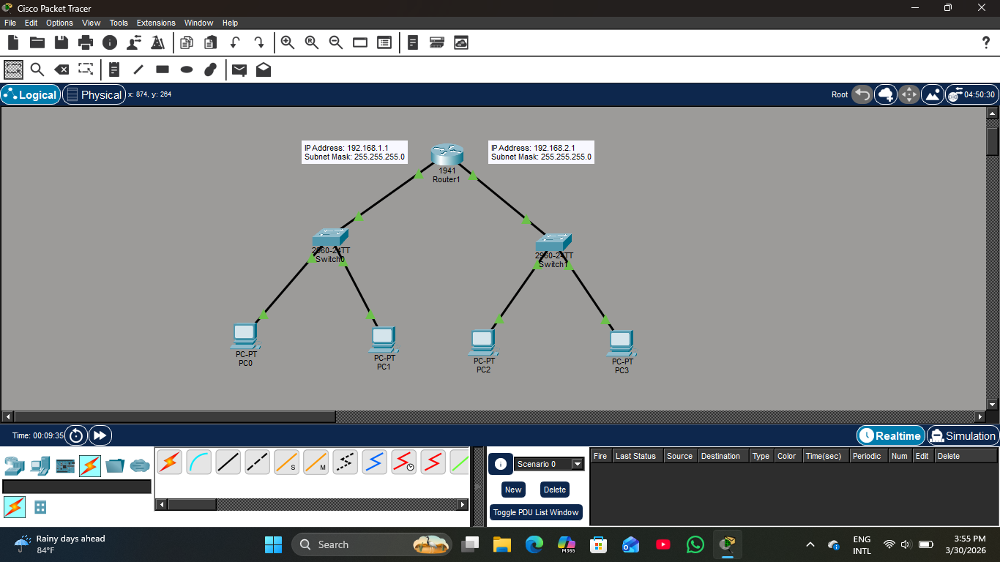 Cisco Packet Tracer
File Edit Options View Tools Extensions Window Help
Logical Physical x: 874, y: 264 Root 04:50:30
IP Address: 192.168.1.1
Subnet Mask: 255.255.255.0
IP Address: 192.168.2.1
Subnet Mask: 255.255.255.0
1941
Router1
2960-24TT
Switch0
2960-24TT
Switch1
PC-PT
PC0
PC-PT
PC1
PC-PT
PC2
PC-PT
PC3
Time: 00:09:35 Realtime Simulation
S M
Scenario 0
New Delete
Toggle PDU List Window
Fire Last Status Source Destination Type Color Time(sec) Periodic Num Edit Delete
Rainy days ahead
84°F
Search
M365
ENG
INTL
3:55 PM
3/30/2026